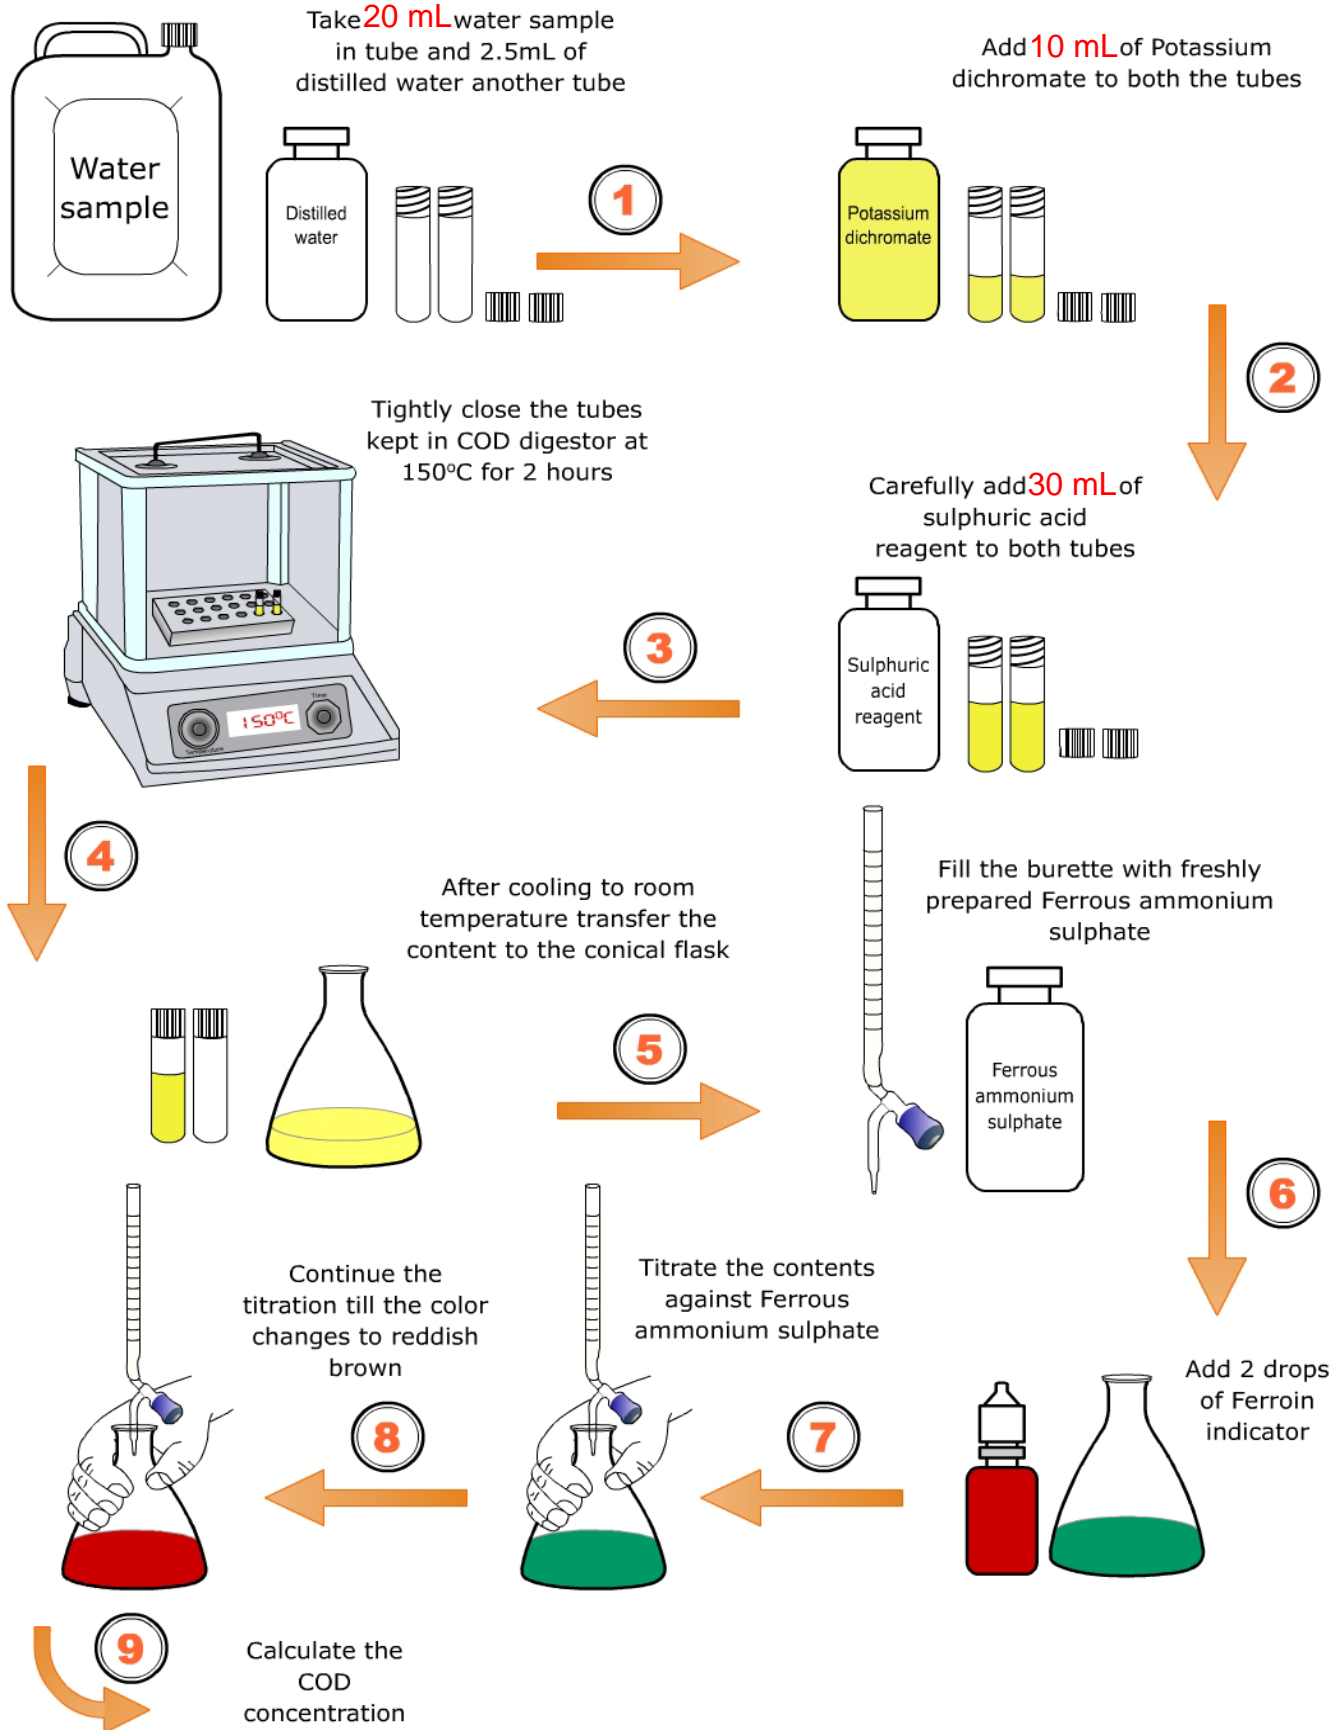 Take 20 mL water sample
in tube and 2.5mL of
distilled water another tube
Water
sample
Distilled
water
1
Add 10 mL of Potassium
dichromate to both the tubes
Potassium
dichromate
2
Carefully add 30 mL of
sulphuric acid
reagent to both tubes
Sulphuric
acid
reagent
3
Tightly close the tubes
kept in COD digestor at
150°C for 2 hours
150°C
Temperature
Time
4
After cooling to room
temperature transfer the
content to the conical flask
5
Fill the burette with freshly
prepared Ferrous ammonium
sulphate
Ferrous
ammonium
sulphate
6
Add 2 drops
of Ferroin
indicator
7
Titrate the contents
against Ferrous
ammonium sulphate
8
Continue the
titration till the color
changes to reddish
brown
9
Calculate the
COD
concentration